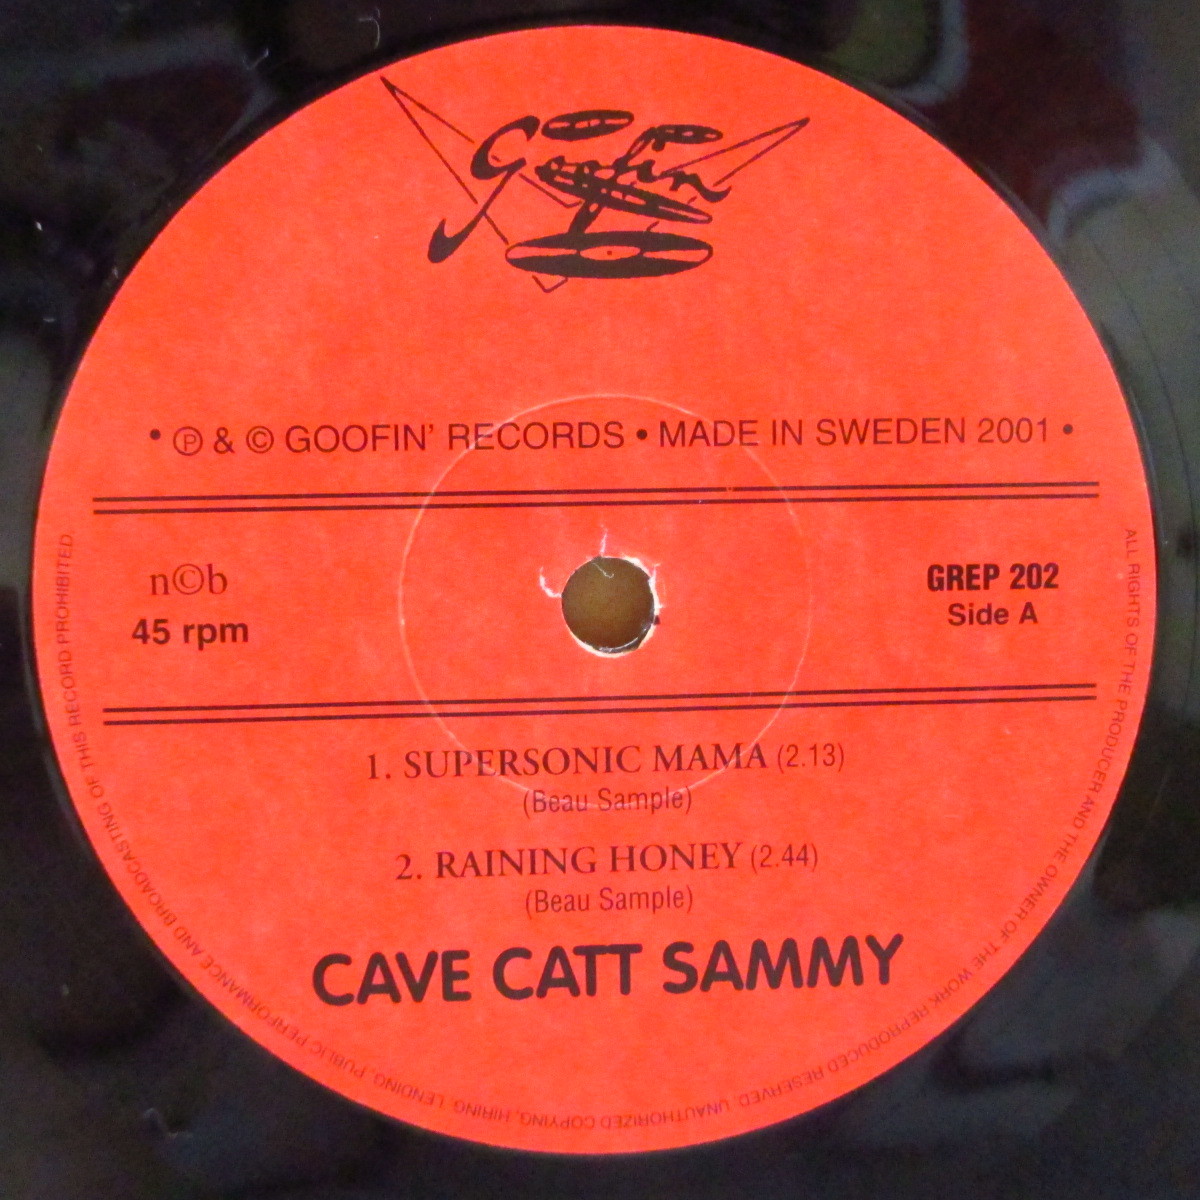 Goofin'
• ℗ & © GOOFIN' RECORDS • MADE IN SWEDEN 2001 •
n©b
45 rpm
GREP 202
Side A
1. SUPERSONIC MAMA (2.13)
(Beau Sample)
2. RAINING HONEY (2.44)
(Beau Sample)
CAVE CATT SAMMY
ALL RIGHTS OF THE PRODUCER AND THE OWNER OF THE WORK REPRODUCED RESERVED. UNAUTHORIZED COPYING, HIRING, LENDING, PUBLIC PERFORMANCE AND BROADCASTING OF THIS RECORD PROHIBITED.